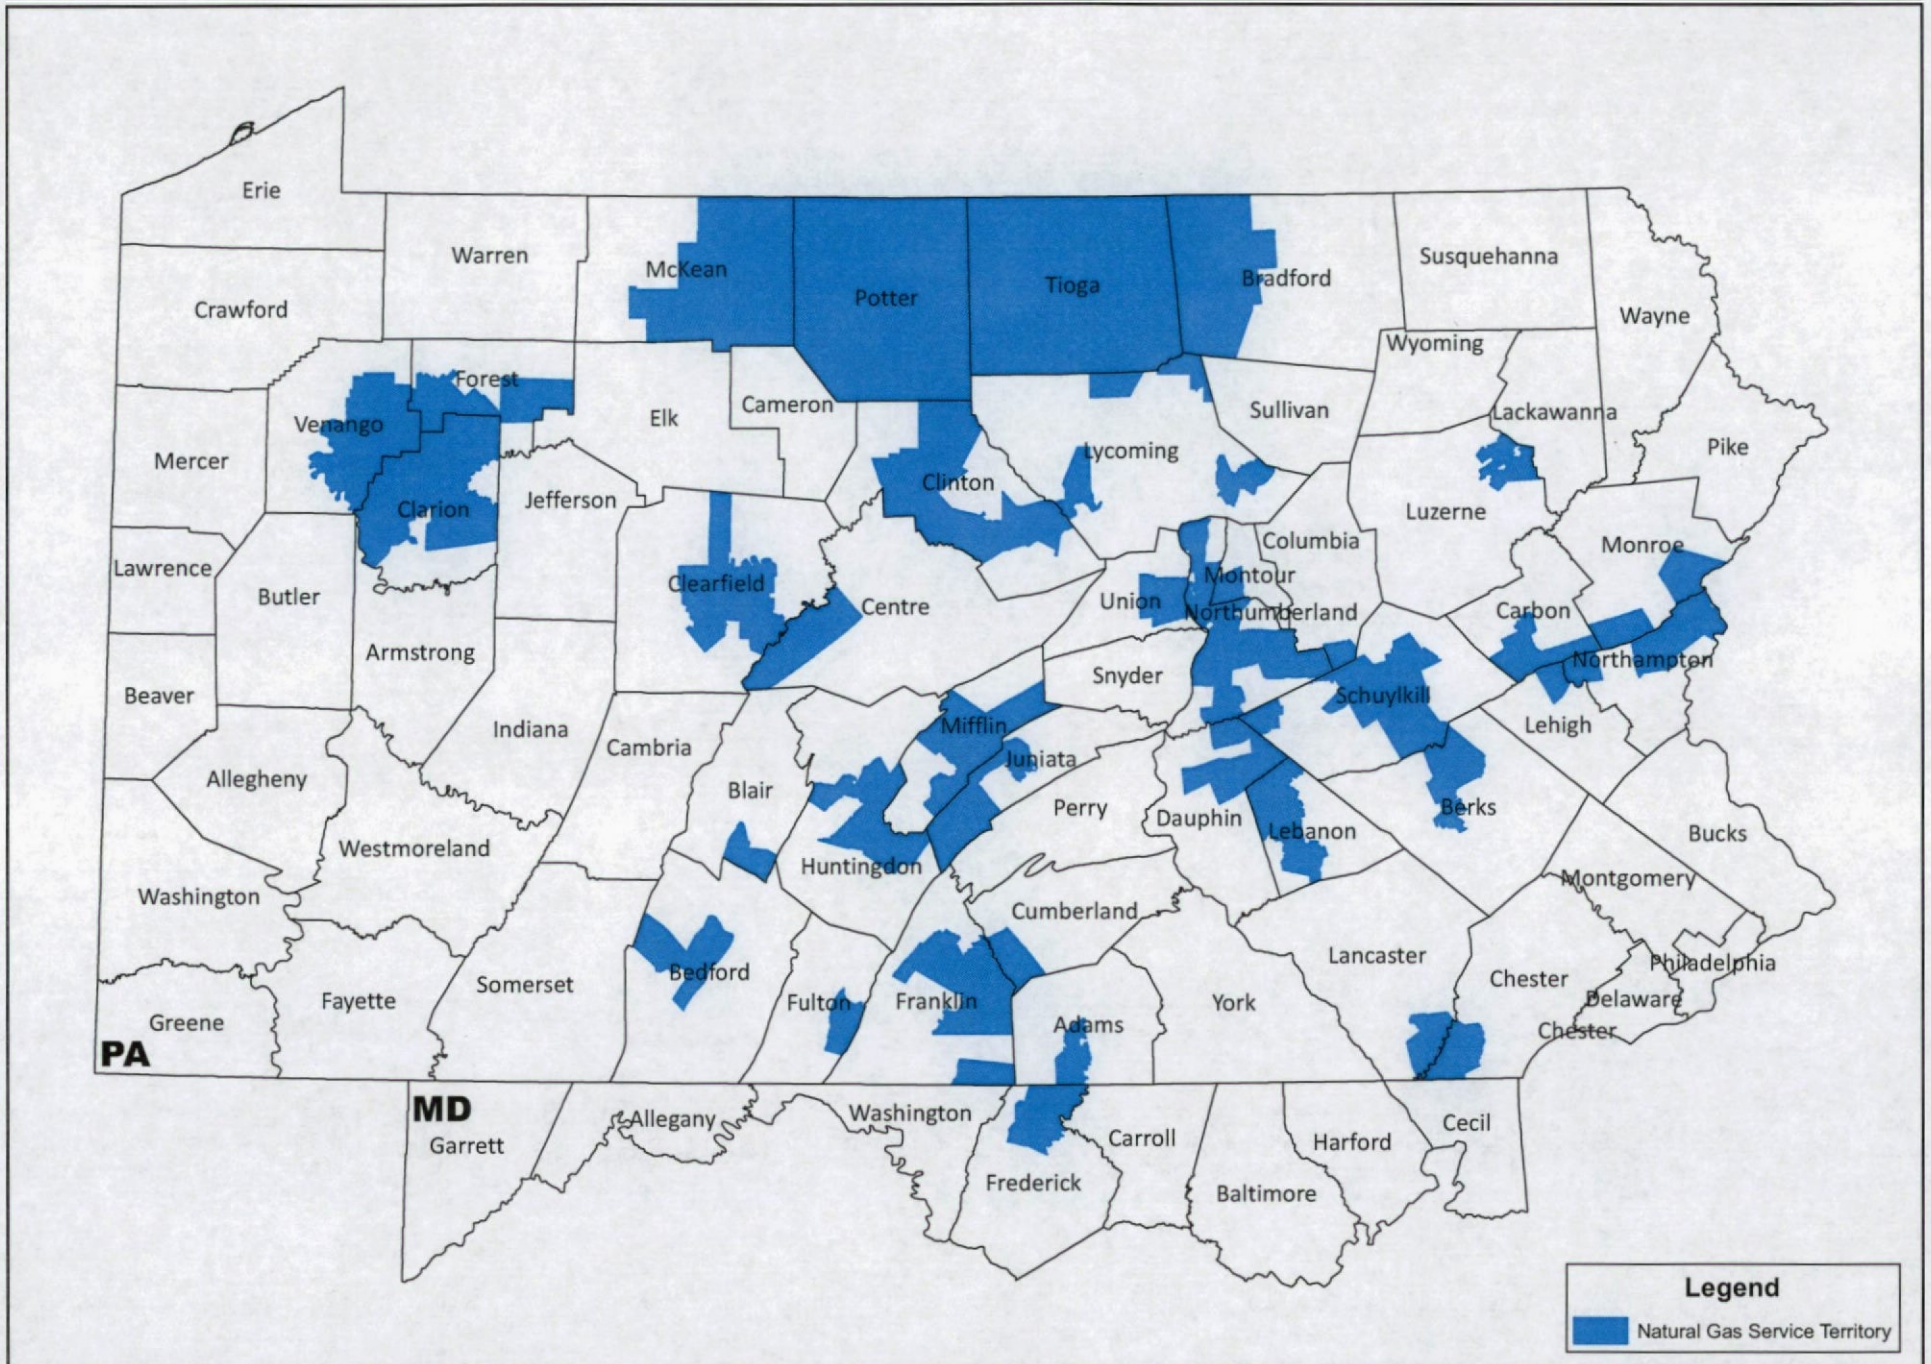 Erie
Warren
McKean
Potter
Tioga
Bradford
Susquehanna
Wayne
Crawford
Wyoming
Forest
Elk
Cameron
Sullivan
Lackawanna
Venango
Mercer
Clarion
Jefferson
Clinton
Lycoming
Luzerne
Pike
Monroe
Lawrence
Butler
Clearfield
Centre
Union
Montour
Columbia
Northumberland
Carbon
Armstrong
Snyder
Northampton
Beaver
Indiana
Cambria
Mifflin
Juniata
Schuylkill
Lehigh
Allegheny
Blair
Perry
Dauphin
Lebanon
Berks
Bucks
Westmoreland
Huntingdon
Washington
Cumberland
Montgomery
Lancaster
Philadelphia
Somerset
Bedford
Fulton
Franklin
Adams
York
Chester
Delaware
Chester
Greene
Fayette
PA
MD
Garrett
Allegany
Washington
Frederick
Carroll
Baltimore
Harford
Cecil
Legend
Natural Gas Service Territory